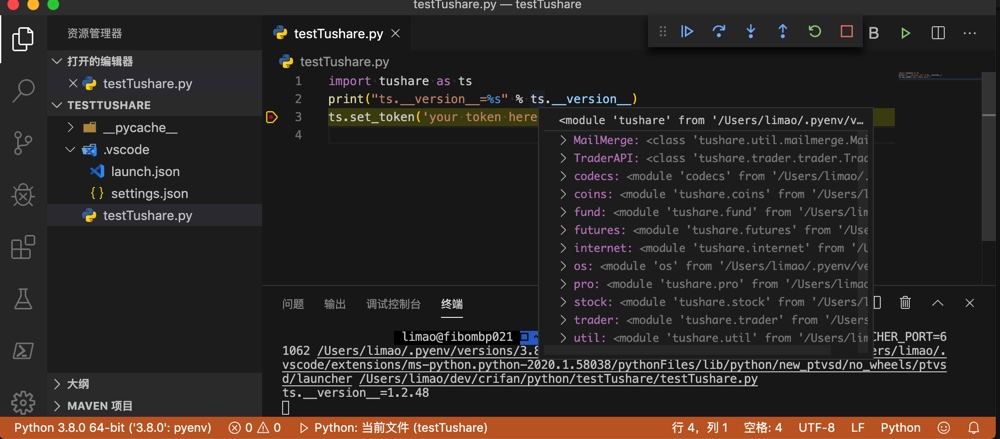 testTushare.py — testTushare
资源管理器
打开的编辑器
testTushare.py
TESTTUSHARE
__pycache__
.vscode
launch.json
settings.json
testTushare.py
大纲
MAVEN 项目
testTushare.py
testTushare.py
1 import tushare as ts
2 print("ts.__version__=%s" % ts.__version__)
3 ts.set_token('your token here
4
<module 'tushare' from '/Users/limao/.pyenv/v…
MailMerge: <class 'tushare.util.mailmerge.Mai
TraderAPI: <class 'tushare.trader.trader.Trad
codecs: <module 'codecs' from '/Users/limao/.
coins: <module 'tushare.coins' from '/Users/l
fund: <module 'tushare.fund' from '/Users/lim
futures: <module 'tushare.futures' from '/Use
internet: <module 'tushare.internet' from '/U
os: <module 'os' from '/Users/limao/.pyenv/ve
pro: <module 'tushare.pro' from '/Users/limao
stock: <module 'tushare.stock' from '/Users/l
trader: <module 'tushare.trader' from '/Users
util: <module 'tushare.util' from '/Users/lim
问题 输出 调试控制台 终端
limao@fibombp021 CHER_PORT=6
1062 /Users/limao/.pyenv/versions/3.8 ers/limao/.
vscode/extensions/ms-python.python-2020.1.58038/pythonFiles/lib/python/new_ptvsd/no_wheels/ptvs
d/launcher /Users/limao/dev/crifan/python/testTushare/testTushare.py
ts.__version__=1.2.48
Python 3.8.0 64-bit ('3.8.0': pyenv) 0 0 Python: 当前文件 (testTushare) 行 4，列 1 空格: 4 UTF-8 LF Python